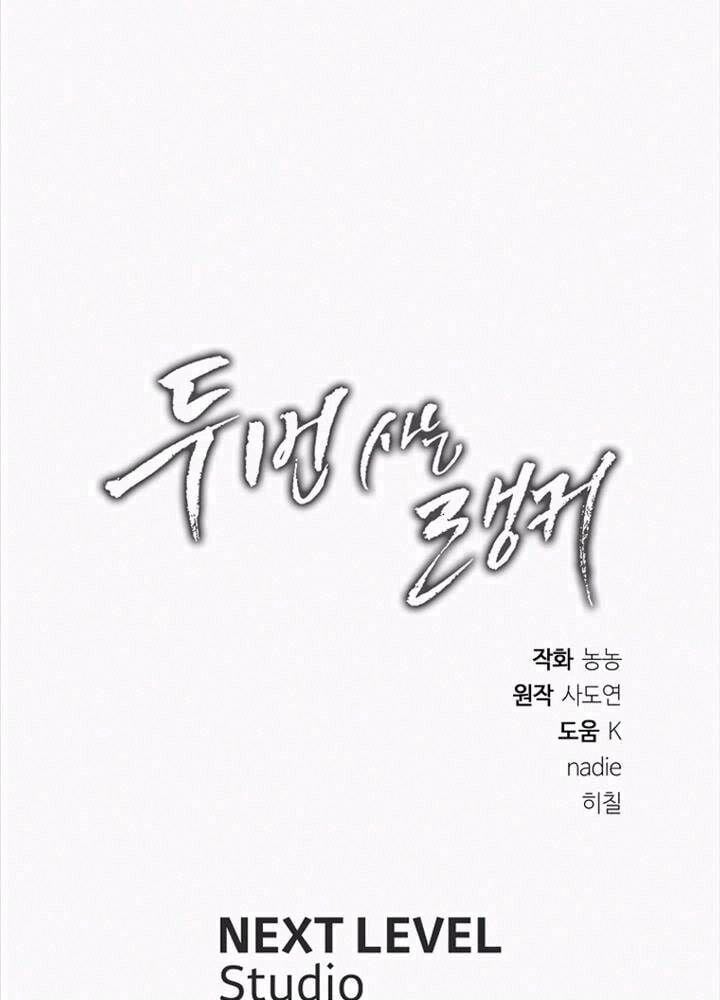 두번 사는
랭커
작화 농농
원작 사도연
도움 K
nadie
히칠
NEXT LEVEL
Studio